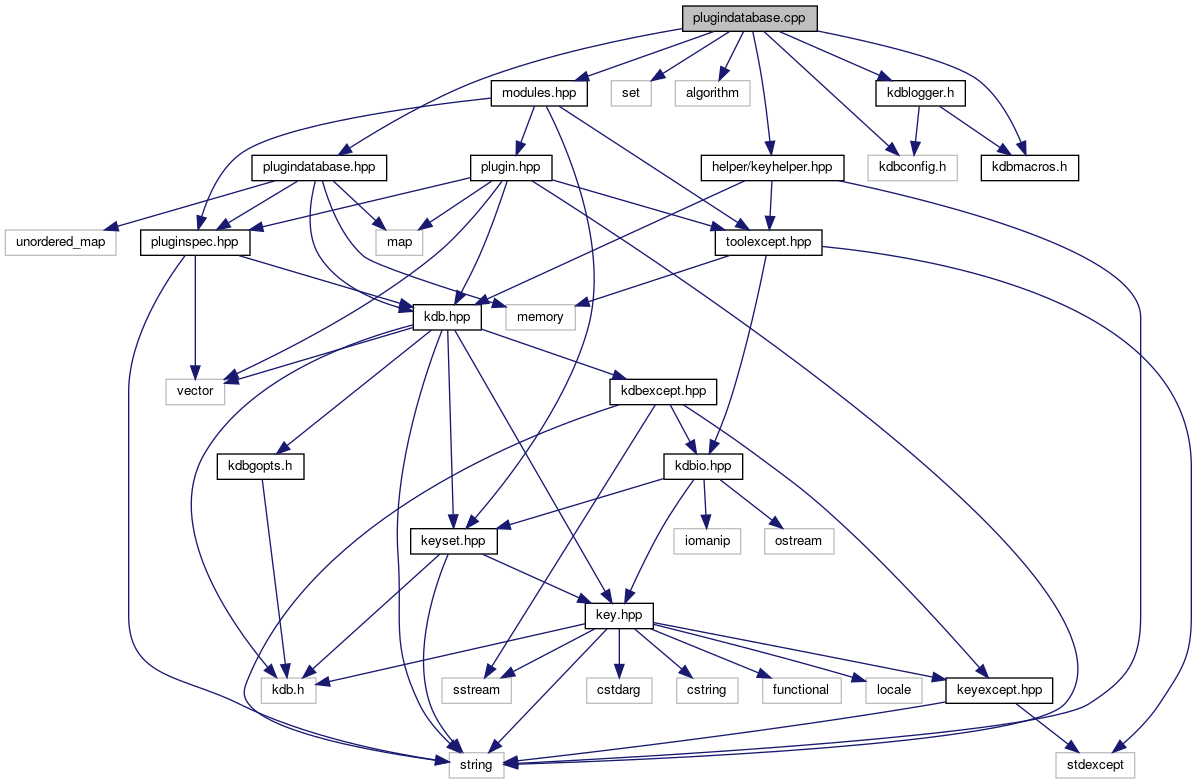 plugindatabase.cpp
modules.hpp
set
algorithm
kdblogger.h
plugindatabase.hpp
plugin.hpp
helper/keyhelper.hpp
kdbconfig.h
kdbmacros.h
unordered_map
pluginspec.hpp
map
toolexcept.hpp
kdb.hpp
memory
vector
kdbexcept.hpp
kdbgopts.h
kdbio.hpp
keyset.hpp
iomanip
ostream
key.hpp
kdb.h
sstream
cstdarg
cstring
functional
locale
keyexcept.hpp
string
stdexcept